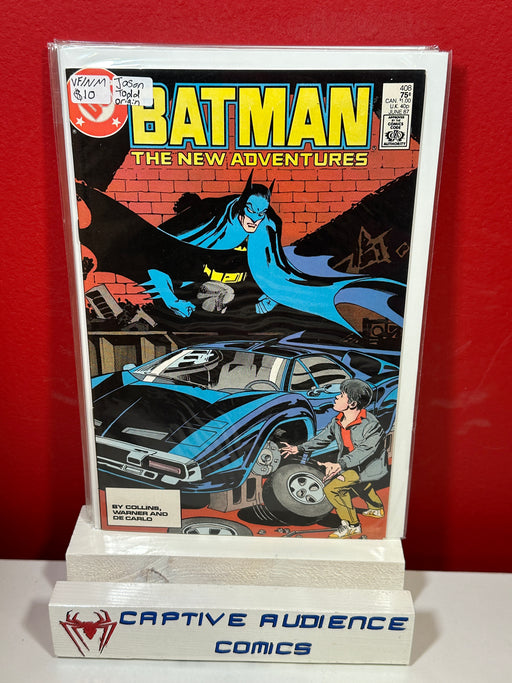 VF/NM
$10
Jason
Todd
origin
BATMAN
THE NEW ADVENTURES
408
75¢
CAN. $1.00
U.K. 40p
JUNE 87
APPROVED
BY THE
COMICS
CODE
AUTHORITY
BY COLLINS,
WARNER AND
DE CARLO
CAPTIVE AUDIENCE
COMICS